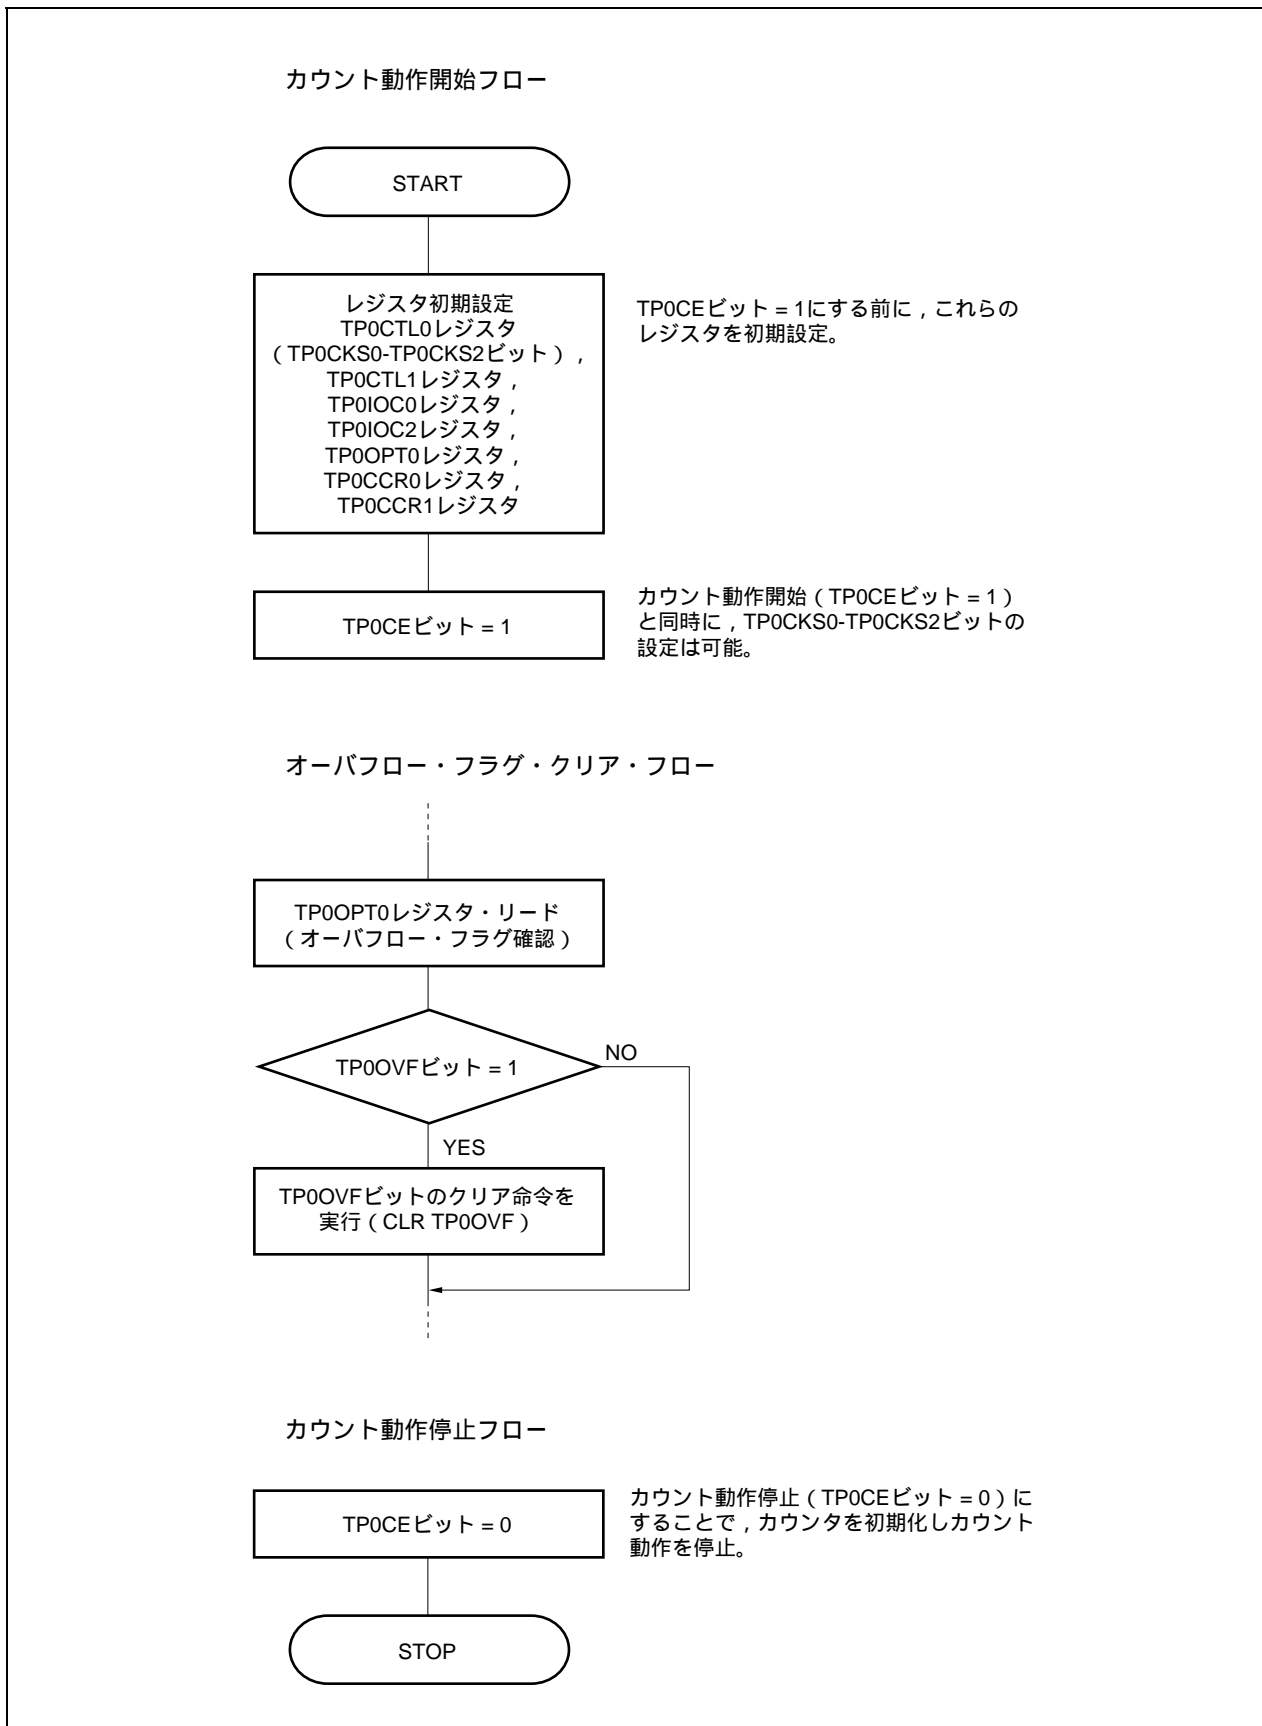 カウント動作開始フロー
START
レジスタ初期設定
TP0CTL0レジスタ
（TP0CKS0-TP0CKS2ビット），
TP0CTL1レジスタ，
TP0IOC0レジスタ，
TP0IOC2レジスタ，
TP0OPT0レジスタ，
TP0CCR0レジスタ，
TP0CCR1レジスタ
TP0CEビット = 1にする前に，これらの
レジスタを初期設定。
TP0CEビット = 1
カウント動作開始（TP0CEビット = 1）
と同時に，TP0CKS0-TP0CKS2ビットの
設定は可能。
オーバフロー・フラグ・クリア・フロー
TP0OPT0レジスタ・リード
（オーバフロー・フラグ確認）
TP0OVFビット = 1
NO
YES
TP0OVFビットのクリア命令を
実行（CLR TP0OVF）
カウント動作停止フロー
TP0CEビット = 0
カウント動作停止（TP0CEビット = 0）に
することで，カウンタを初期化しカウント
動作を停止。
STOP